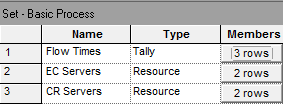 Set - Basic Process
Name Type Members
1 Flow Times Tally 3 rows
2 EC Servers Resource 2 rows
3 CR Servers Resource 2 rows